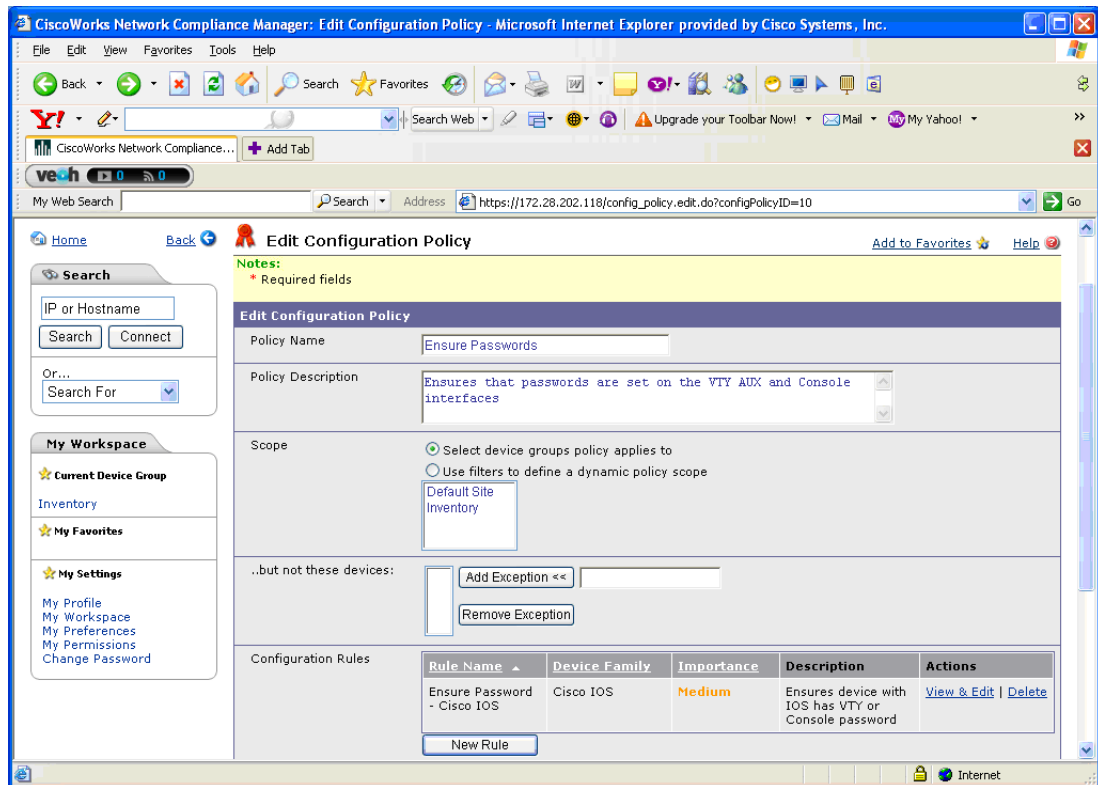 CiscoWorks Network Compliance Manager: Edit Configuration Policy - Microsoft Internet Explorer provided by Cisco Systems, Inc.
File Edit View Favorites Tools Help
Back Search Favorites
Y! Search Web Upgrade your Toolbar Now! Mail My Yahoo! >>
CiscoWorks Network Compliance... Add Tab
veoh 0 0
My Web Search Search Address https://172.28.202.118/config_policy.edit.do?configPolicyID=10 Go
Home Back Edit Configuration Policy Add to Favorites Help
Notes:
* Required fields
Search
IP or Hostname
Search Connect
Or...
Search For
My Workspace
Current Device Group
Inventory
My Favorites
My Settings
My Profile
My Workspace
My Preferences
My Permissions
Change Password
Edit Configuration Policy
Policy Name Ensure Passwords
Policy Description Ensures that passwords are set on the VTY AUX and Console
interfaces
Scope Select device groups policy applies to
Use filters to define a dynamic policy scope
Default Site
Inventory
..but not these devices: Add Exception <<
Remove Exception
Configuration Rules
Rule Name Device Family Importance Description Actions
Ensure Password Cisco IOS Medium Ensures device with View & Edit | Delete
- Cisco IOS IOS has VTY or
Console password
New Rule
Internet